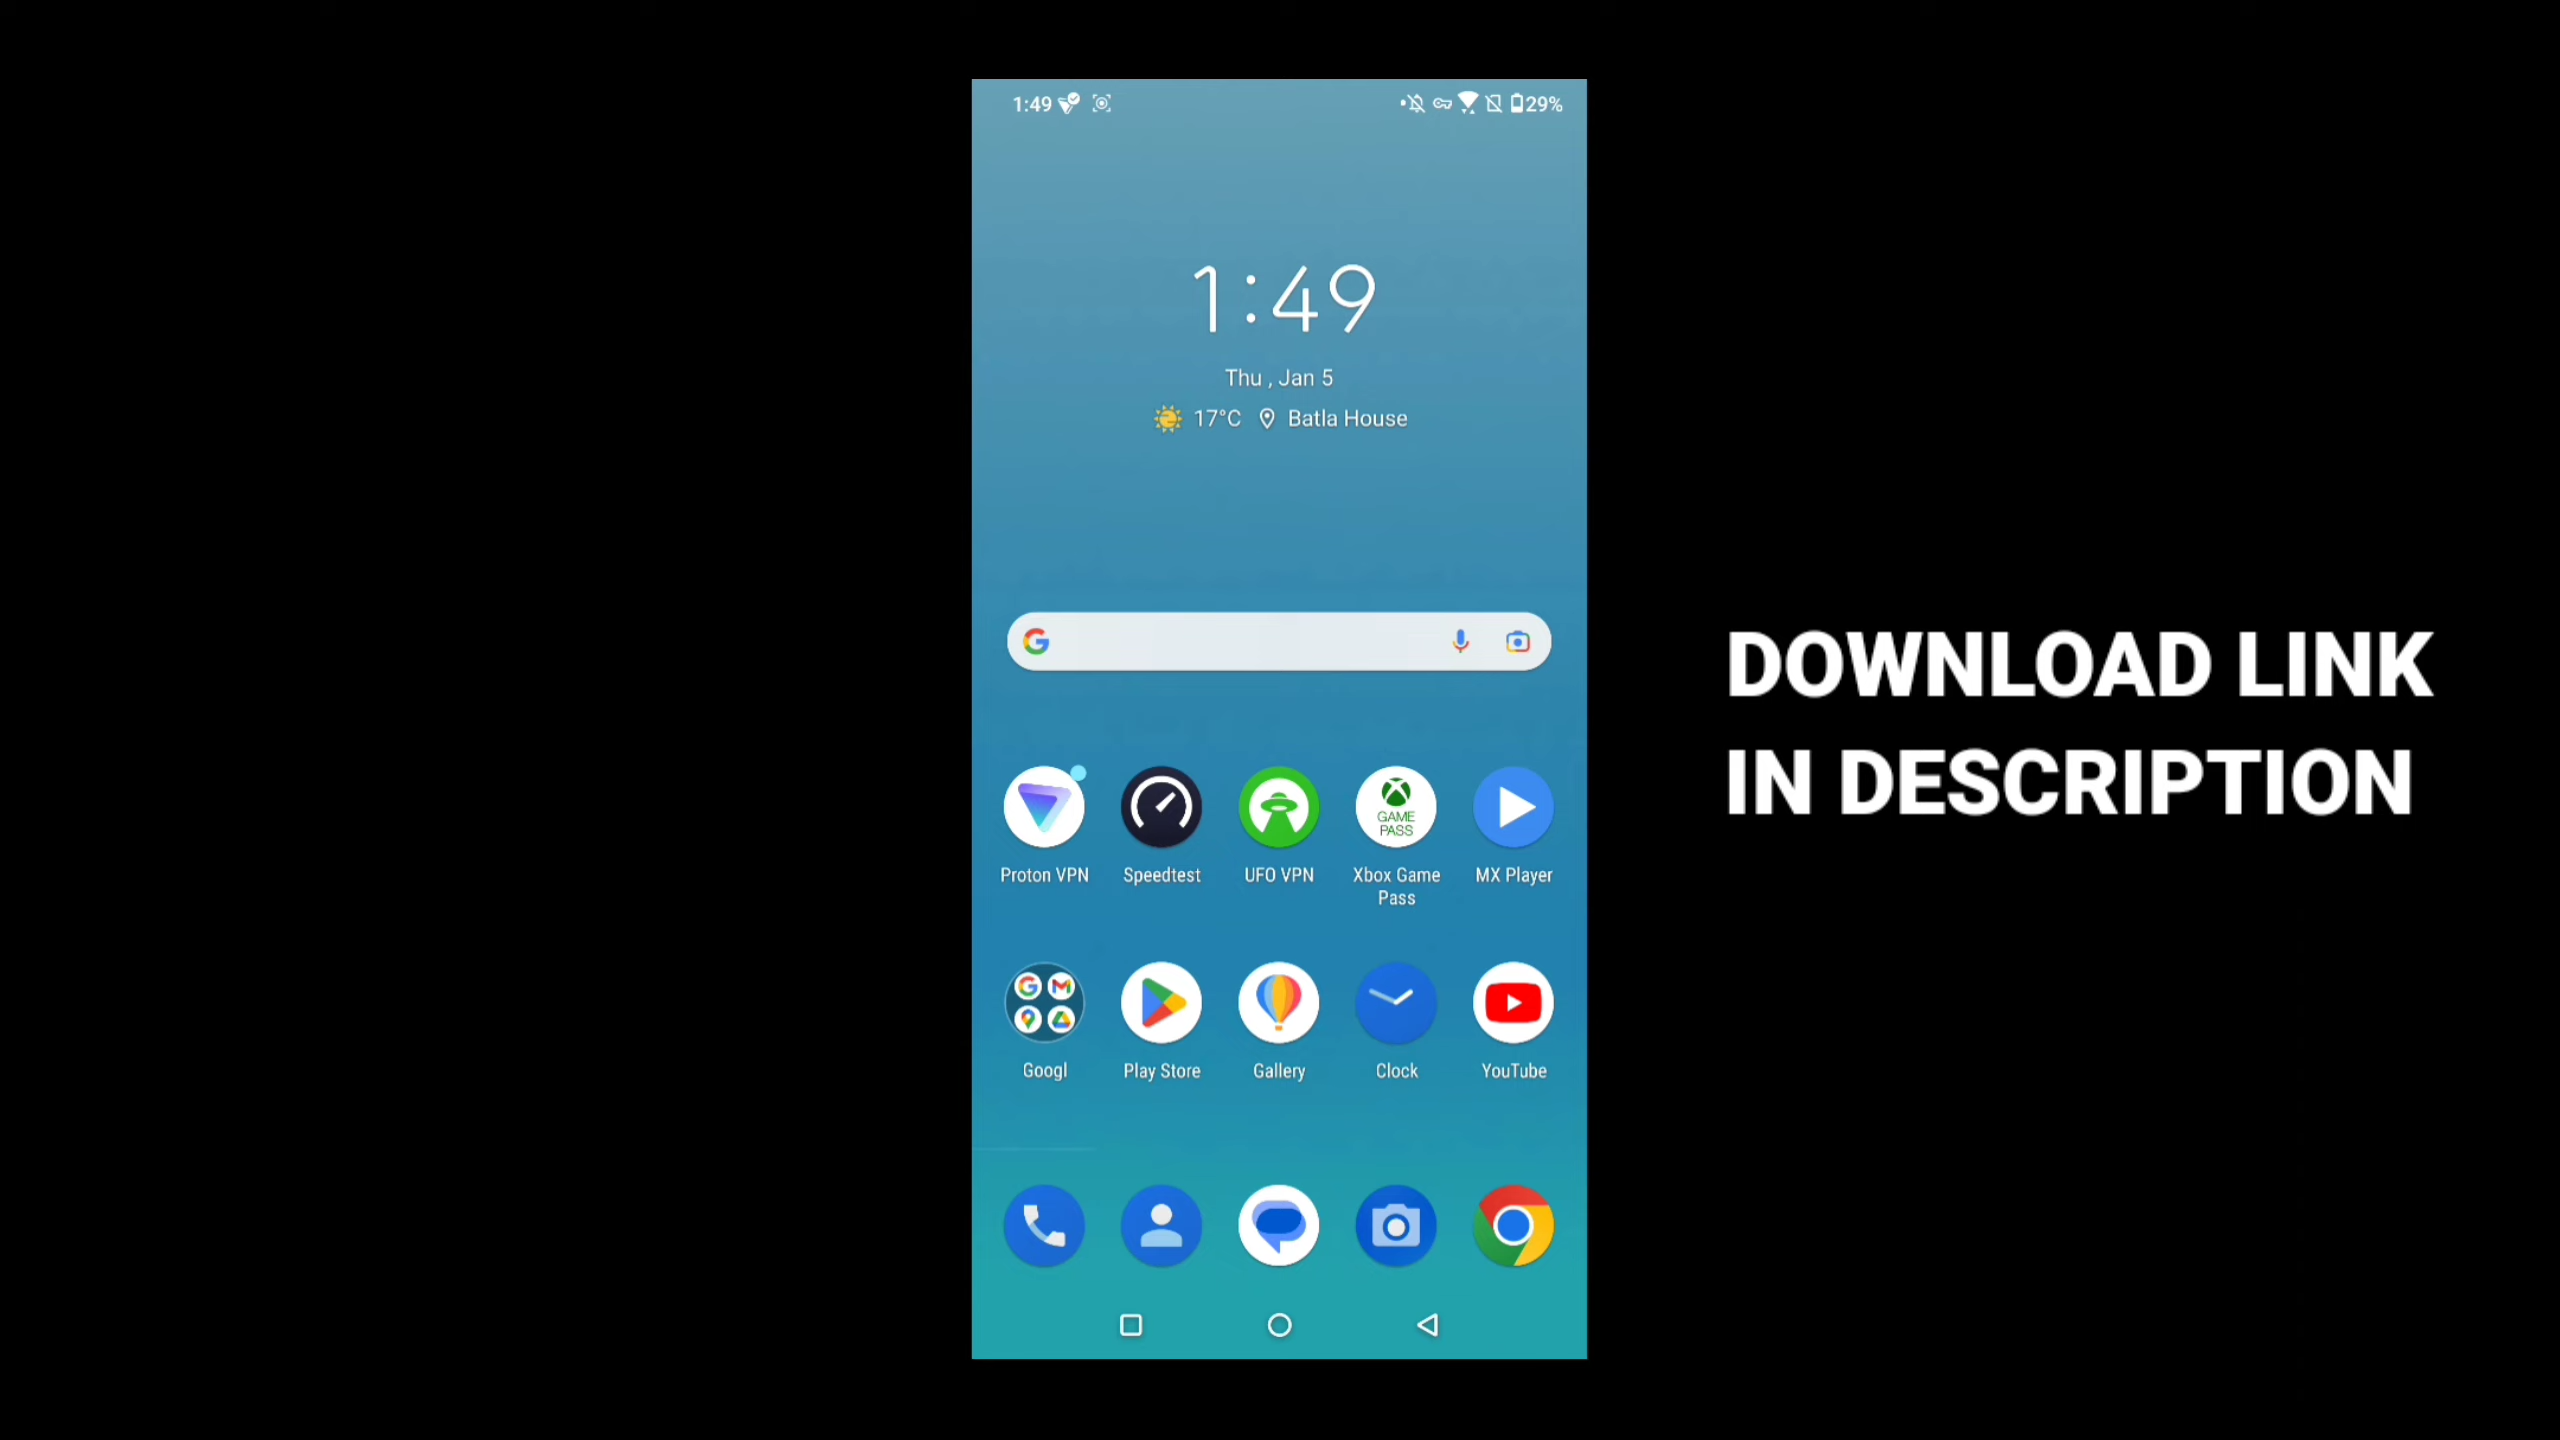 1:49
29%
1:49
Thu , Jan 5
17°C Batla House
GAME
PASS
Proton VPN Speedtest UFO VPN Xbox Game Pass MX Player
Googl Play Store Gallery Clock YouTube
DOWNLOAD LINK
IN DESCRIPTION